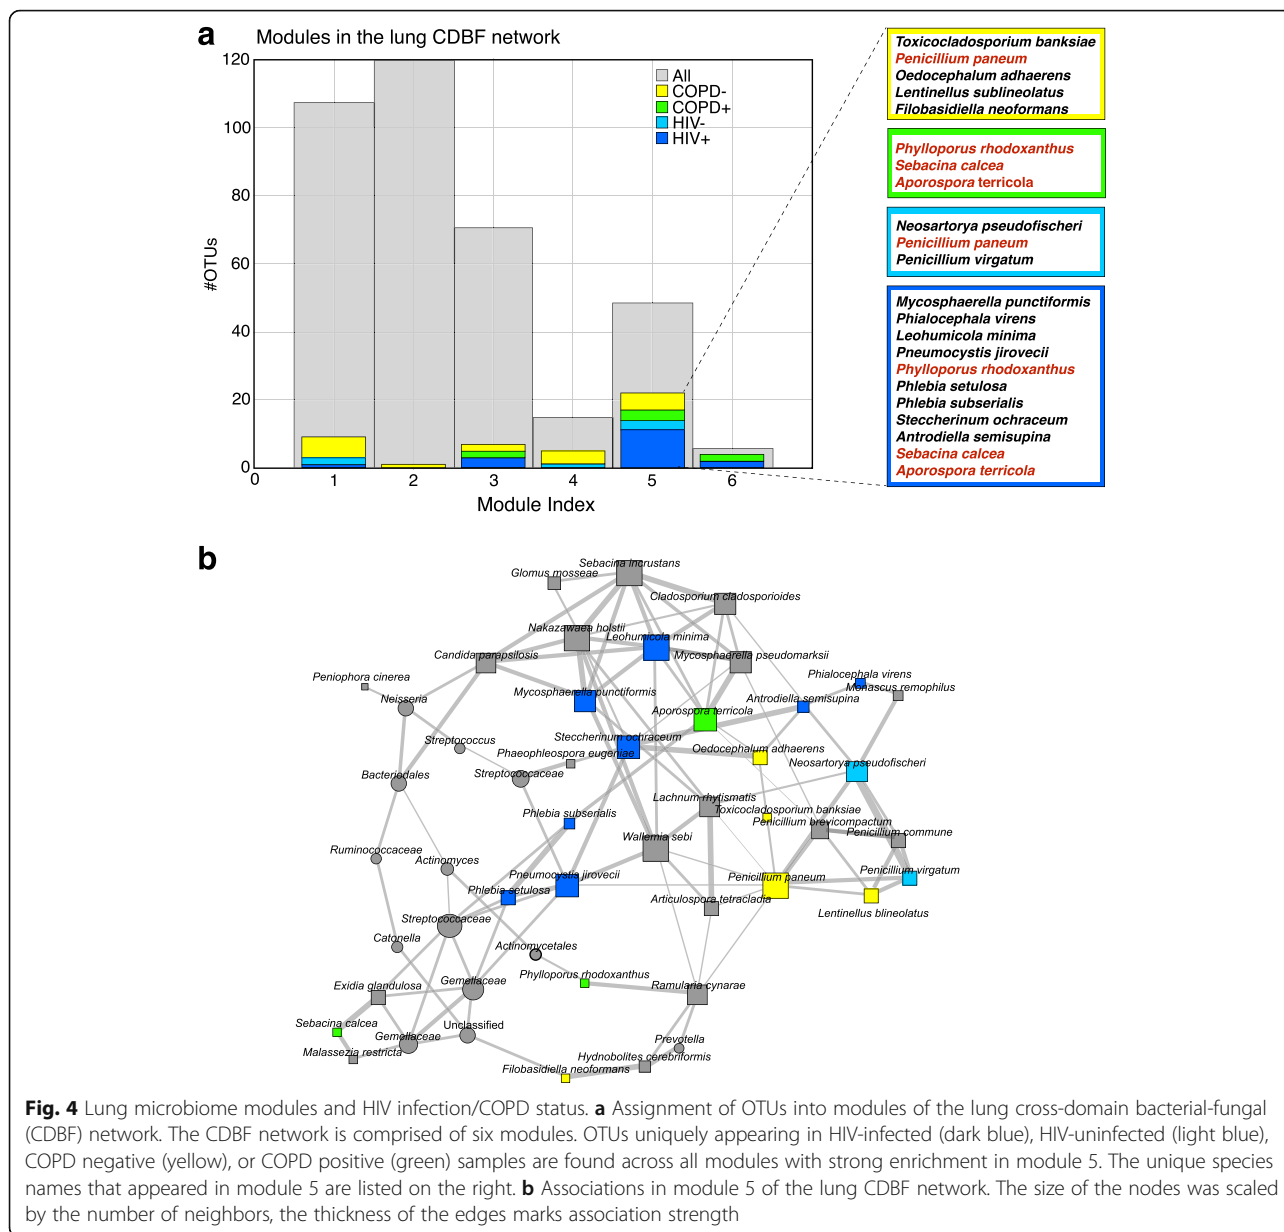 a Modules in the lung CDBF network
120
100
80
60
40
20
0
#OTUs
0 1 2 3 4 5 6
Module Index
All
COPD-
COPD+
HIV-
HIV+
Toxicocladosporium banksiae
Penicillium paneum
Oedocephalum adhaerens
Lentinellus sublineolatus
Filobasidiella neoformans
Phylloporus rhodoxanthus
Sebacina calcea
Aporospora terricola
Neosartorya pseudofischeri
Penicillium paneum
Penicillium virgatum
Mycosphaerella punctiformis
Phialocephala virens
Leohumicola minima
Pneumocystis jirovecii
Phylloporus rhodoxanthus
Phlebia setulosa
Phlebia subserialis
Steccherinum ochraceum
Antrodiella semisupina
Sebacina calcea
Aporospora terricola
b
Sebacina incrustans
Glomus mosseae
Cladosporium cladosporioides
Nakazawaea holstii
Leohumicola minima
Candida parapsilosis
Mycosphaerella pseudomarksii
Peniophora cinerea
Phialocephala virens
Monascus remophilus
Neisseria
Mycosphaerella punctiformis
Antrodiella semisupina
Aporospora terricola
Streptococcus
Steccherinum ochraceum
Phaeophleospora eugeniae
Oedocephalum adhaerens
Neosartorya pseudofischeri
Bacteriodales
Streptococcaceae
Lachnum rhytismatis
Toxicocladosporium banksiae
Phlebia subserialis
Penicillium brevicompactum
Penicillium commune
Wallemia sebi
Ruminococcaceae
Actinomyces
Pneumocystis jirovecii
Penicillium paneum
Penicillium virgatum
Phlebia setulosa
Articulospora tetracladia
Lentinellus blineolatus
Streptococcaceae
Catonella
Actinomycetales
Phylloporus rhodoxanthus
Exidia glandulosa
Gemellaceae
Ramularia cynarae
Sebacina calcea
Unclassified
Gemellaceae
Prevotella
Malassezia restricta
Hydnobolites cerebriformis
Filobasidiella neoformans
Fig. 4 Lung microbiome modules and HIV infection/COPD status. a Assignment of OTUs into modules of the lung cross-domain bacterial-fungal
(CDBF) network. The CDBF network is comprised of six modules. OTUs uniquely appearing in HIV-infected (dark blue), HIV-uninfected (light blue),
COPD negative (yellow), or COPD positive (green) samples are found across all modules with strong enrichment in module 5. The unique species
names that appeared in module 5 are listed on the right. b Associations in module 5 of the lung CDBF network. The size of the nodes was scaled
by the number of neighbors, the thickness of the edges marks association strength